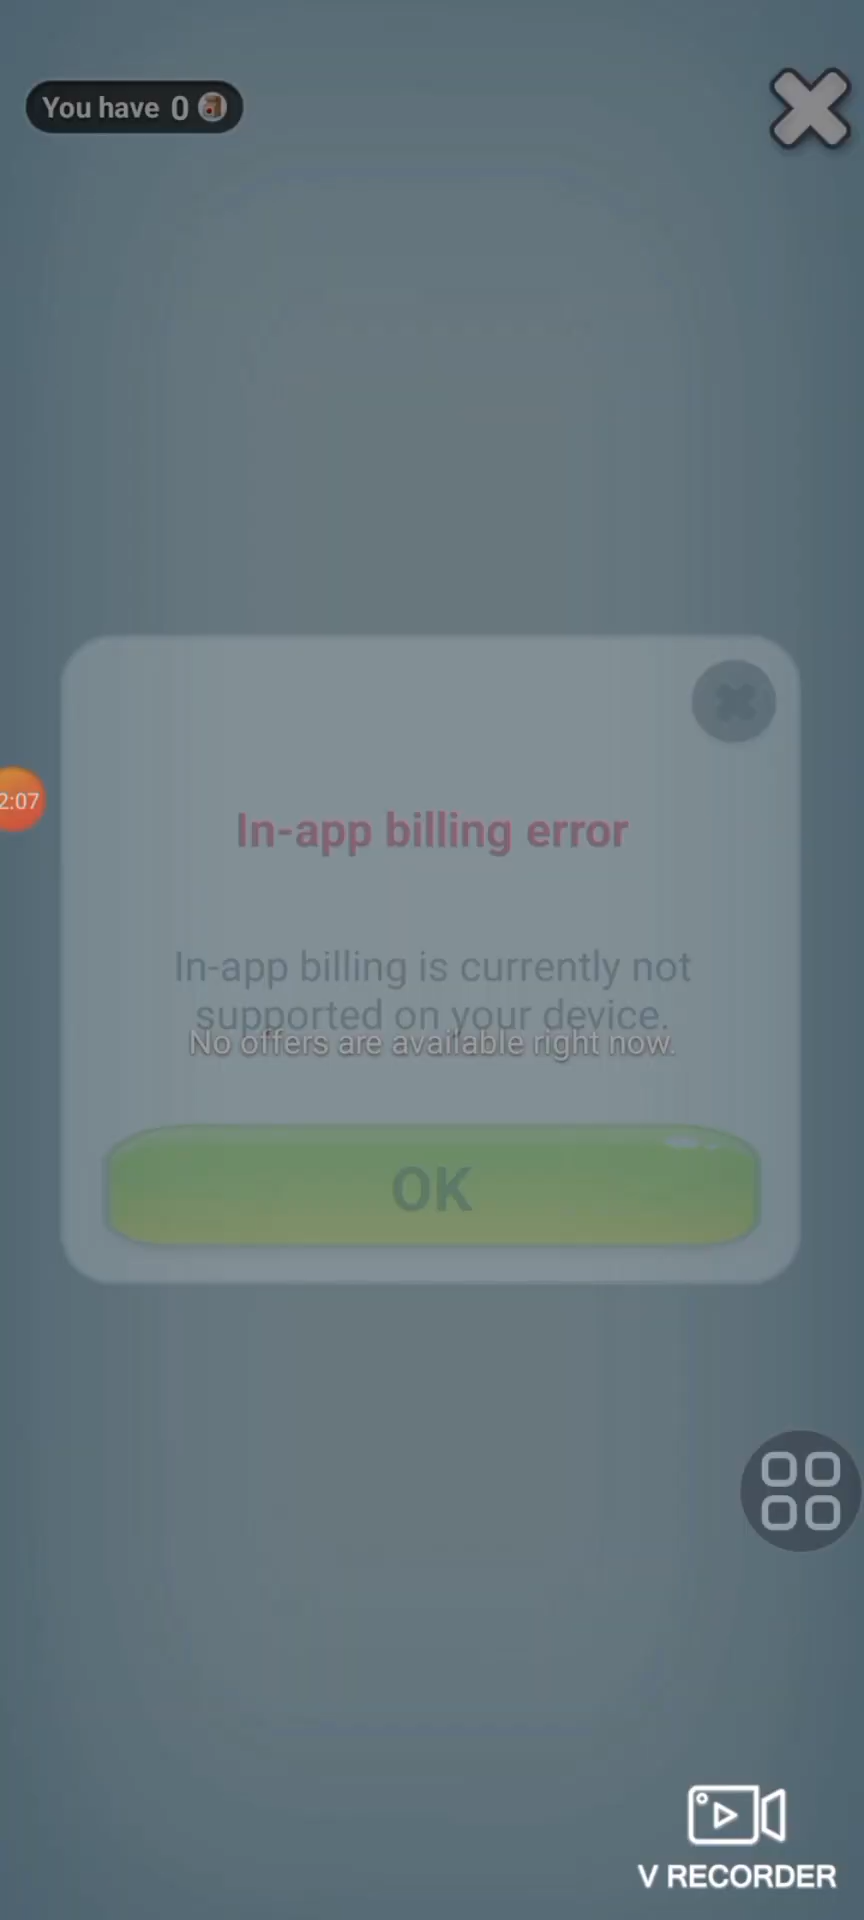 You have 0
2:07
In-app billing error
In-app billing is currently not
supported on your device.
No offers are available right now.
OK
V RECORDER